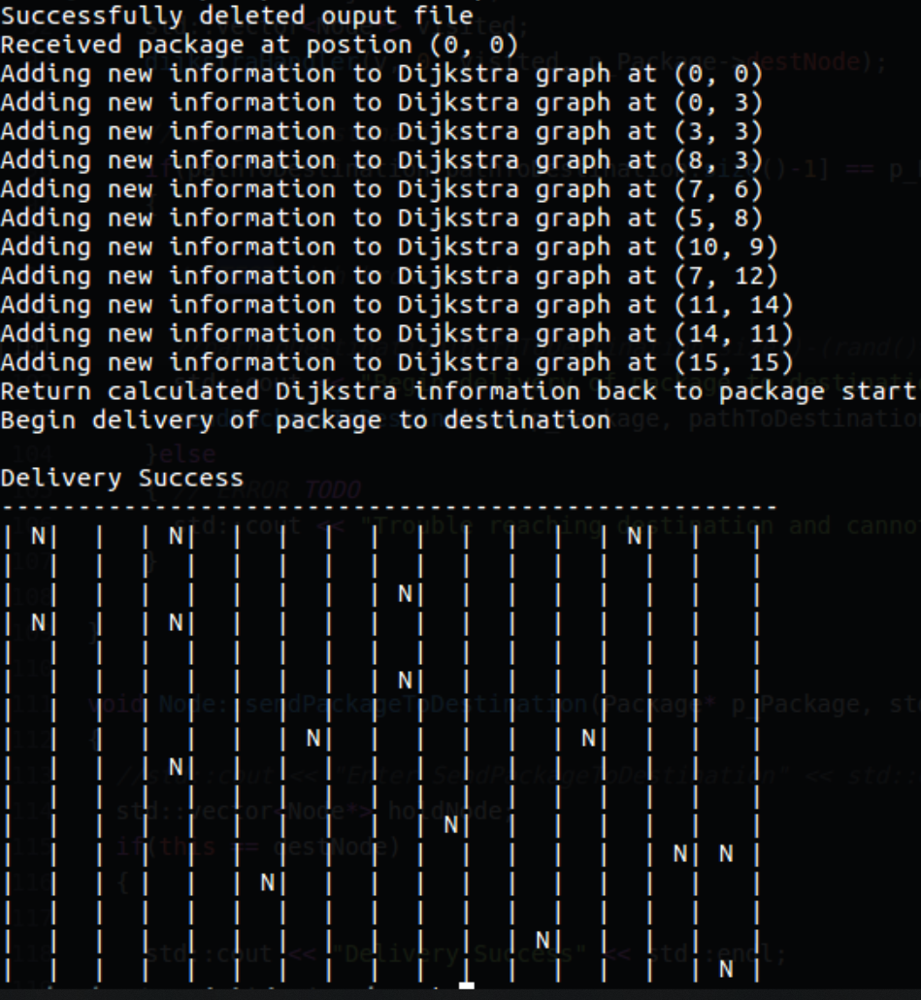 Successfully deleted ouput file
Received package at postion (0, 0)
Adding new information to Dijkstra graph at (0, 0)
Adding new information to Dijkstra graph at (0, 3)
Adding new information to Dijkstra graph at (3, 3)
Adding new information to Dijkstra graph at (8, 3)
Adding new information to Dijkstra graph at (7, 6)
Adding new information to Dijkstra graph at (5, 8)
Adding new information to Dijkstra graph at (10, 9)
Adding new information to Dijkstra graph at (7, 12)
Adding new information to Dijkstra graph at (11, 14)
Adding new information to Dijkstra graph at (14, 11)
Adding new information to Dijkstra graph at (15, 15)
Return calculated Dijkstra information back to package start
Begin delivery of package to destination
Delivery Success
---------------------------------------------------
| N|  |  | N|  |  |  |  |  |  |  |  |  | N|  |   |
|  |  |  |  |  |  |  |  |  |  |  |  |  |  |  |   |
|  |  |  |  |  |  |  |  | N|  |  |  |  |  |  |   |
| N|  |  | N|  |  |  |  |  |  |  |  |  |  |  |   |
|  |  |  |  |  |  |  |  |  |  |  |  |  |  |  |   |
|  |  |  |  |  |  |  |  | N|  |  |  |  |  |  |   |
|  |  |  |  |  |  |  |  |  |  |  |  |  |  |  |   |
|  |  |  |  |  |  | N|  |  |  |  |  | N|  |  |   |
|  |  |  | N|  |  |  |  |  |  |  |  |  |  |  |   |
|  |  |  |  |  |  |  |  |  |  |  |  |  |  |  |   |
|  |  |  |  |  |  |  |  |  | N|  |  |  |  |  |   |
|  |  |  |  |  |  |  |  |  |  |  |  |  |  | N| N |
|  |  |  |  |  | N|  |  |  |  |  |  |  |  |  |   |
|  |  |  |  |  |  |  |  |  |  |  |  |  |  |  |   |
|  |  |  |  |  |  |  |  |  |  |  | N|  |  |  |   |
|  |  |  |  |  |  |  |  |  |  |  |  |  |  |  | N |